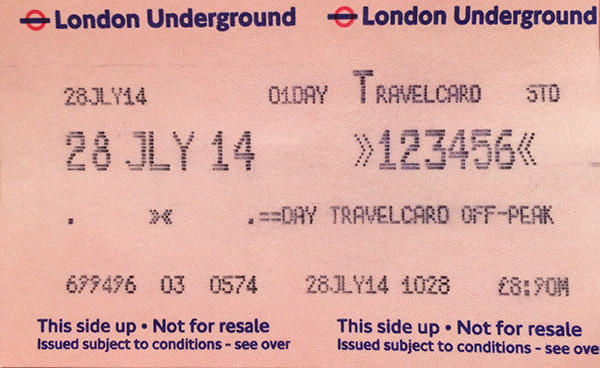 London Underground London Underground
28JLY14 01DAY TRAVELCARD STD
28 JLY 14 »123456«
. »« .==DAY TRAVELCARD OFF-PEAK
699496 03 0574 28JLY14 1028 £8:90M
This side up • Not for resale This side up • Not for resale
Issued subject to conditions - see over Issued subject to conditions - see ove